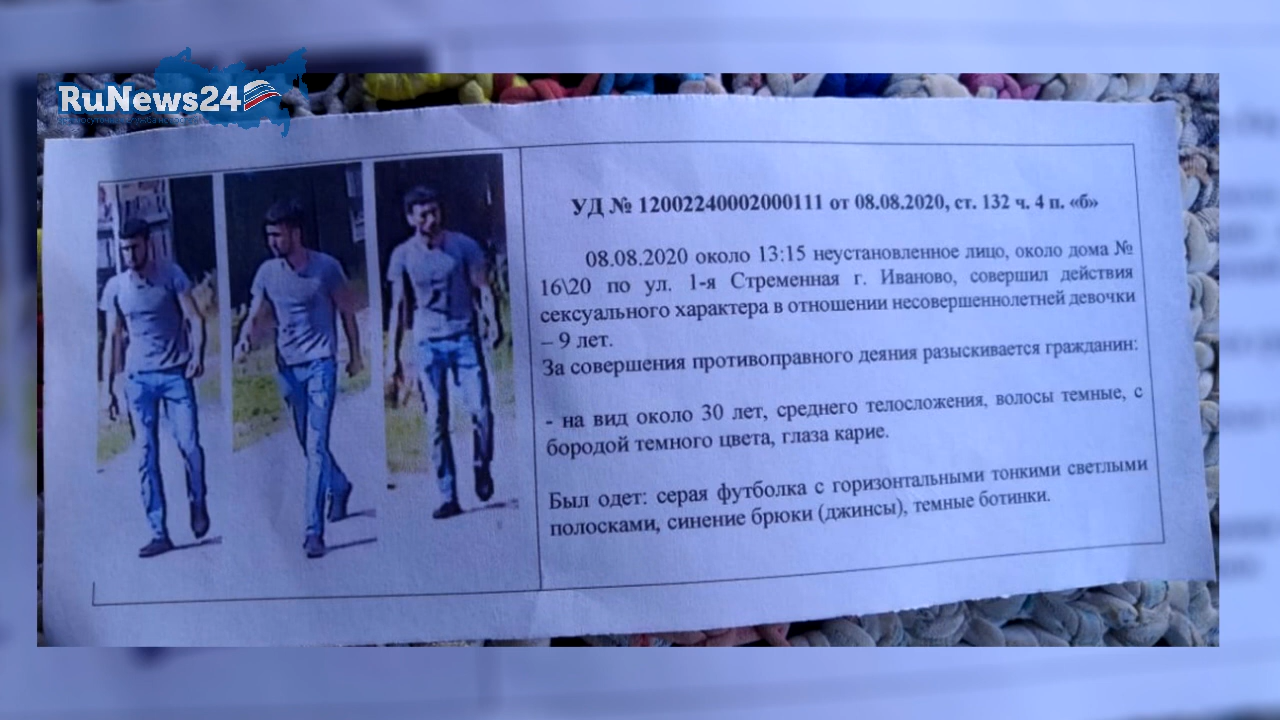 RuNews24
УД № 12002240002000111 от 08.08.2020, ст. 132 ч. 4 п. «б»
08.08.2020 около 13:15 неустановленное лицо, около дома №
16\20 по ул. 1-я Стременная г. Иваново, совершил действия
сексуального характера в отношении несовершеннолетней девочки
– 9 лет.
За совершения противоправного деяния разыскивается гражданин:
- на вид около 30 лет, среднего телосложения, волосы темные, с
бородой темного цвета, глаза карие.
Был одет: серая футболка с горизонтальными тонкими светлыми
полосками, синение брюки (джинсы), темные ботинки.